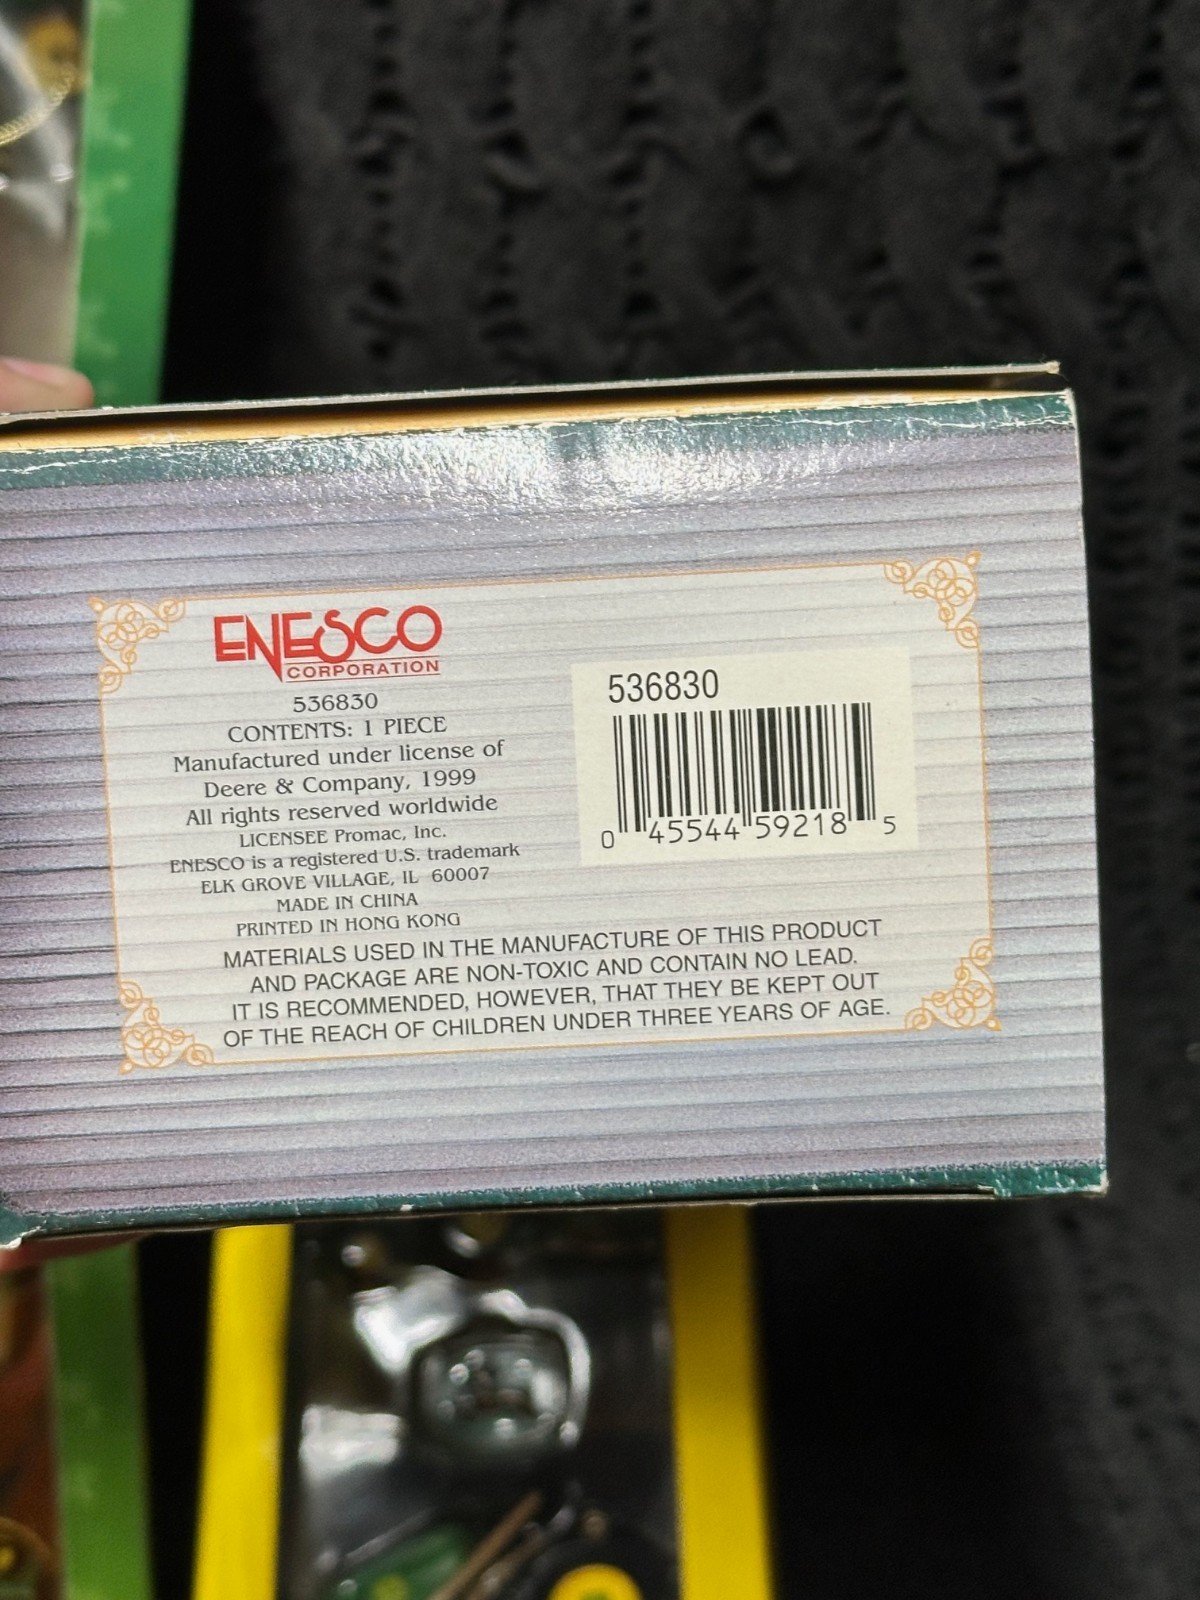 ENESCO
CORPORATION
536830
CONTENTS: 1 PIECE
Manufactured under license of
Deere & Company, 1999
All rights reserved worldwide
LICENSEE Promac, Inc.
ENESCO is a registered U.S. trademark
ELK GROVE VILLAGE, IL 60007
MADE IN CHINA
PRINTED IN HONG KONG
MATERIALS USED IN THE MANUFACTURE OF THIS PRODUCT
AND PACKAGE ARE NON-TOXIC AND CONTAIN NO LEAD.
IT IS RECOMMENDED, HOWEVER, THAT THEY BE KEPT OUT
OF THE REACH OF CHILDREN UNDER THREE YEARS OF AGE.
536830
0 45544 59218 5